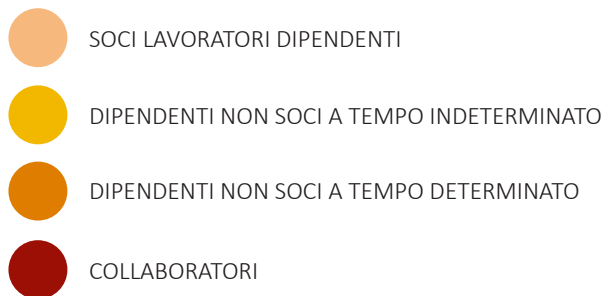 SOCI LAVORATORI DIPENDENTI
DIPENDENTI NON SOCI A TEMPO INDETERMINATO
DIPENDENTI NON SOCI A TEMPO DETERMINATO
COLLABORATORI